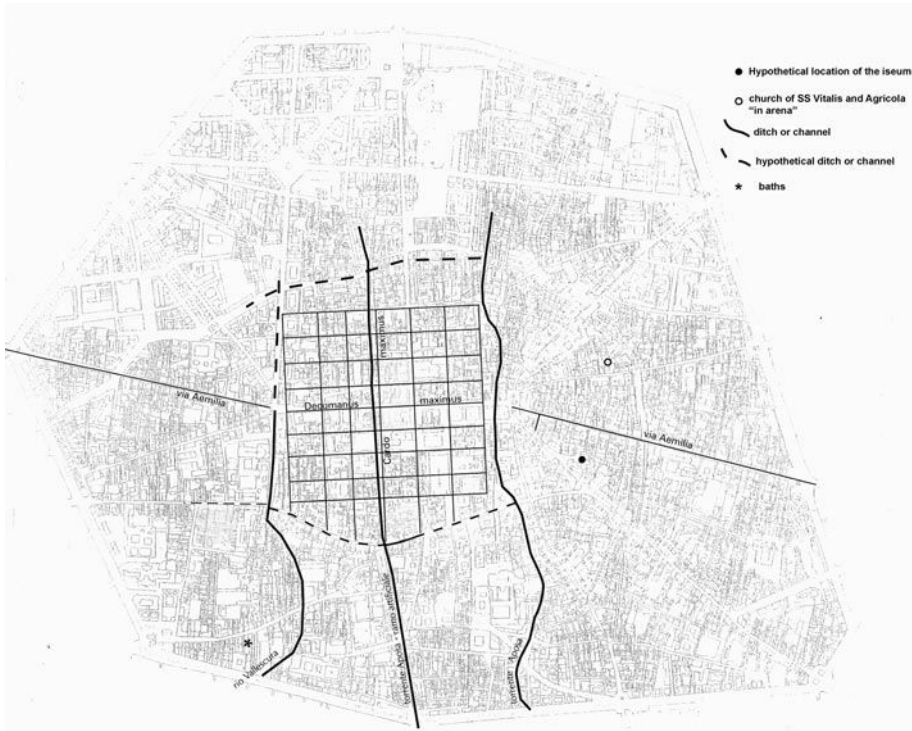 Hypothetical location of the iseum
church of SS Vitalis and Agricola
"in arena"
ditch or channel
hypothetical ditch or channel
baths
maximus
via Aemilia
Decumanus
maximus
Cardo
via Aemilia
torrente Aposa - ramo artificiale
torrente Aposa
rio Vallescura